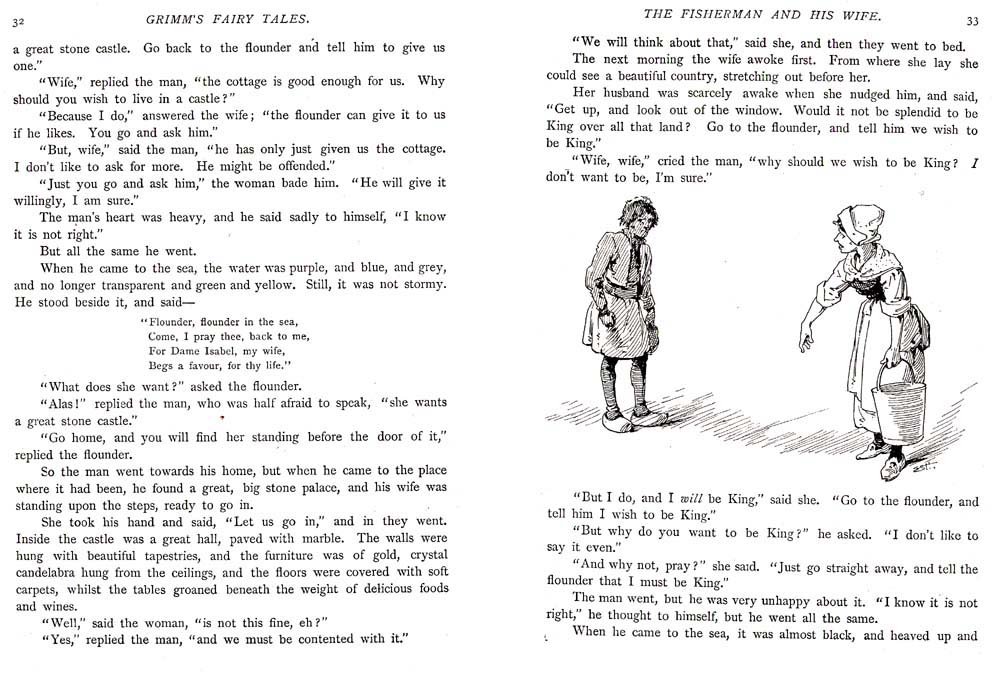 32
GRIMM'S FAIRY TALES.
a great stone castle. Go back to the flounder and tell him to give us
one."
"Wife," replied the man, "the cottage is good enough for us. Why
should you wish to live in a castle?"
"Because I do," answered the wife; "the flounder can give it to us
if he likes. You go and ask him."
"But, wife," said the man, "he has only just given us the cottage.
I don't like to ask for more. He might be offended."
"Just you go and ask him," the woman bade him. "He will give it
willingly, I am sure."
The man's heart was heavy, and he said sadly to himself, "I know
it is not right."
But all the same he went.
When he came to the sea, the water was purple, and blue, and grey,
and no longer transparent and green and yellow. Still, it was not stormy.
He stood beside it, and said—
"Flounder, flounder in the sea,
Come, I pray thee, back to me,
For Dame Isabel, my wife,
Begs a favour, for thy life."
"What does she want?" asked the flounder.
"Alas!" replied the man, who was half afraid to speak, "she wants
a great stone castle."
"Go home, and you will find her standing before the door of it,"
replied the flounder.
So the man went towards his home, but when he came to the place
where it had been, he found a great, big stone palace, and his wife was
standing upon the steps, ready to go in.
She took his hand and said, "Let us go in," and in they went.
Inside the castle was a great hall, paved with marble. The walls were
hung with beautiful tapestries, and the furniture was of gold, crystal
candelabra hung from the ceilings, and the floors were covered with soft
carpets, whilst the tables groaned beneath the weight of delicious foods
and wines.
"Well," said the woman, "is not this fine, eh?"
"Yes," replied the man, "and we must be contented with it."
THE FISHERMAN AND HIS WIFE.
33
"We will think about that," said she, and then they went to bed.
The next morning the wife awoke first. From where she lay she
could see a beautiful country, stretching out before her.
Her husband was scarcely awake when she nudged him, and said,
"Get up, and look out of the window. Would it not be splendid to be
King over all that land? Go to the flounder, and tell him we wish to
be King."
"Wife, wife," cried the man, "why should we wish to be King? I
don't want to be, I'm sure."
"But I do, and I will be King," said she. "Go to the flounder, and
tell him I wish to be King."
"But why do you want to be King?" he asked. "I don't like to
say it even."
"And why not, pray?" she said. "Just go straight away, and tell the
flounder that I must be King."
The man went, but he was very unhappy about it. "I know it is not
right," he thought to himself, but he went all the same.
When he came to the sea, it was almost black, and heaved up and